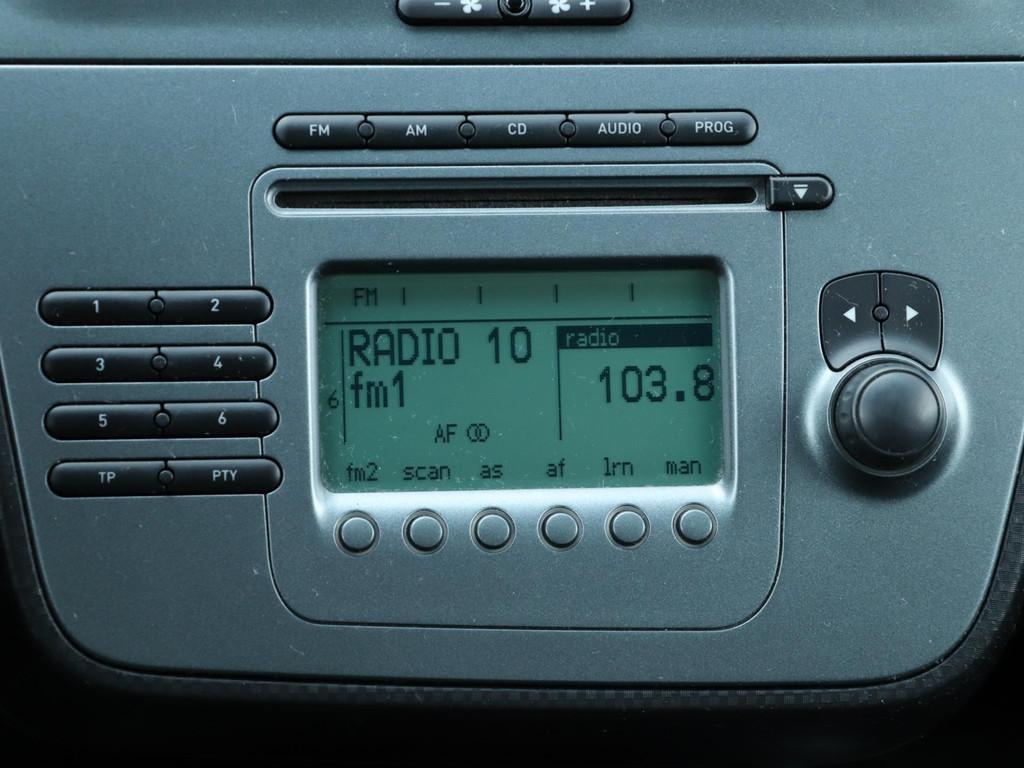 - +
FM AM CD AUDIO PROG
1 2
3 4
5 6
TP PTY
FM
RADIO 10
radio
6 fm1
103.8
AF
fm2 scan as af lrn man